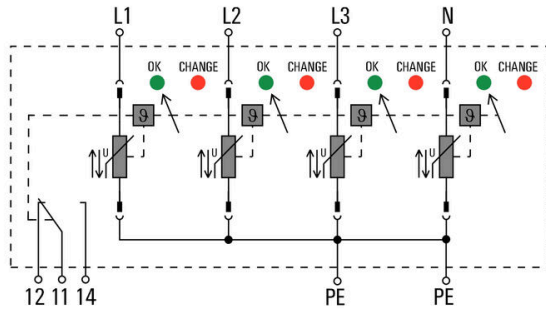 L1 L2 L3 N
OK CHANGE OK CHANGE OK CHANGE OK CHANGE
ϑ ϑ ϑ ϑ
U U U U
12 11 14 PE PE